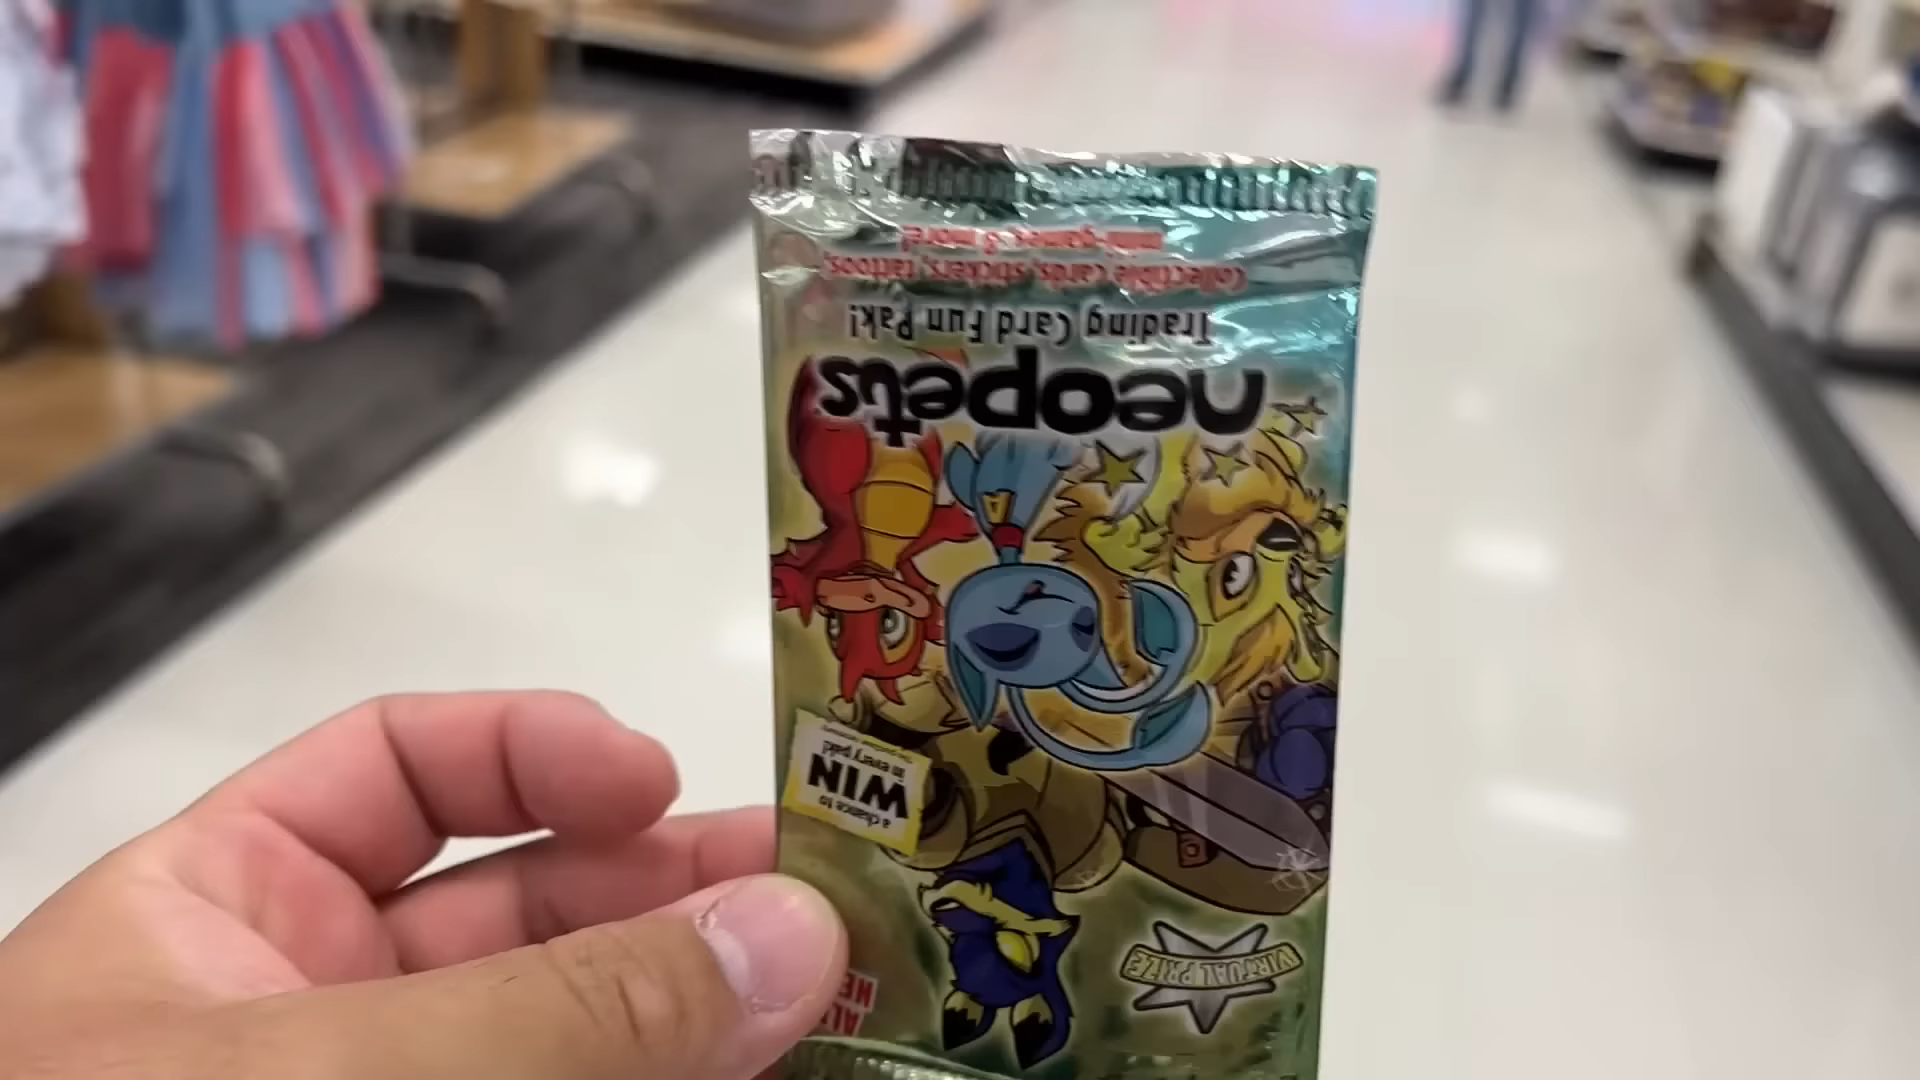 neopets
Trading Card Fun Pak!
Collectible cards, stickers, tattoos,
mini-games & more!
a chance to
WIN
in every pak!
VIRTUAL PRIZE